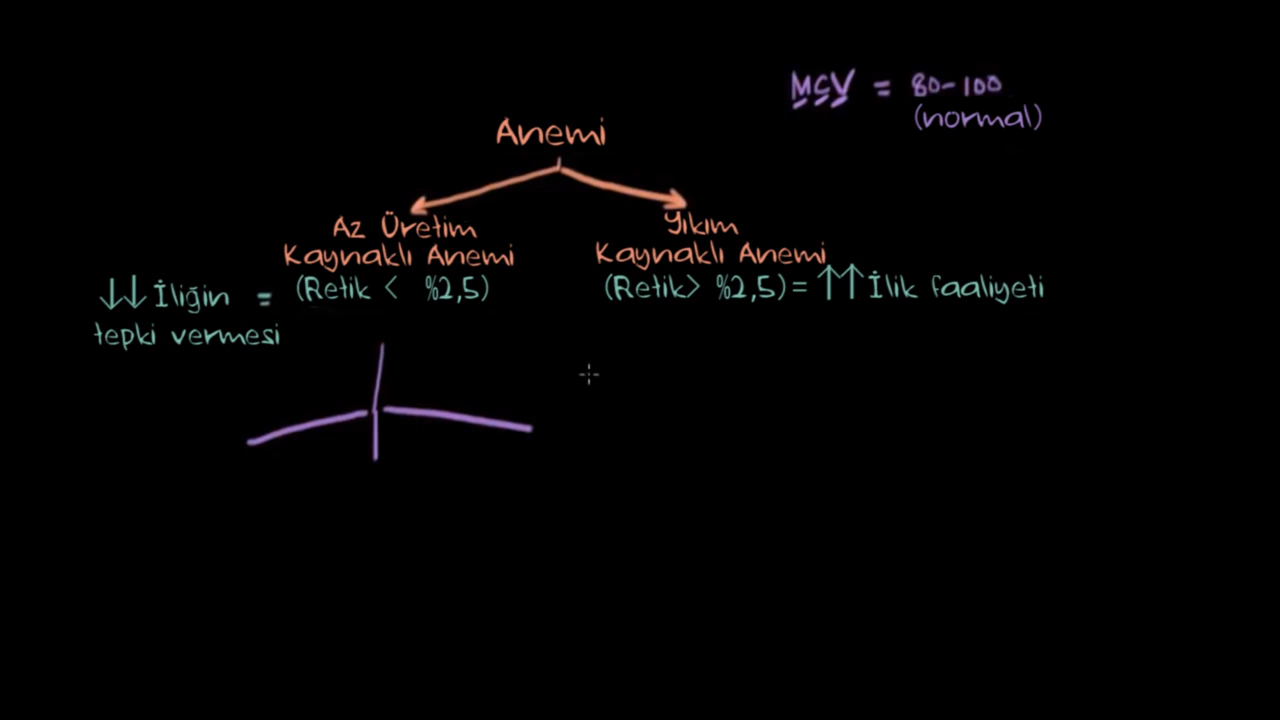 MCV = 80-100
(normal)
Anemi
Az Üretim
Kaynaklı Anemi
(Retik < %2,5)
↓↓ İliğin =
tepki vermesi
Yıkım
Kaynaklı Anemi
(Retik> %2,5) = ↑↑ İlik faaliyeti